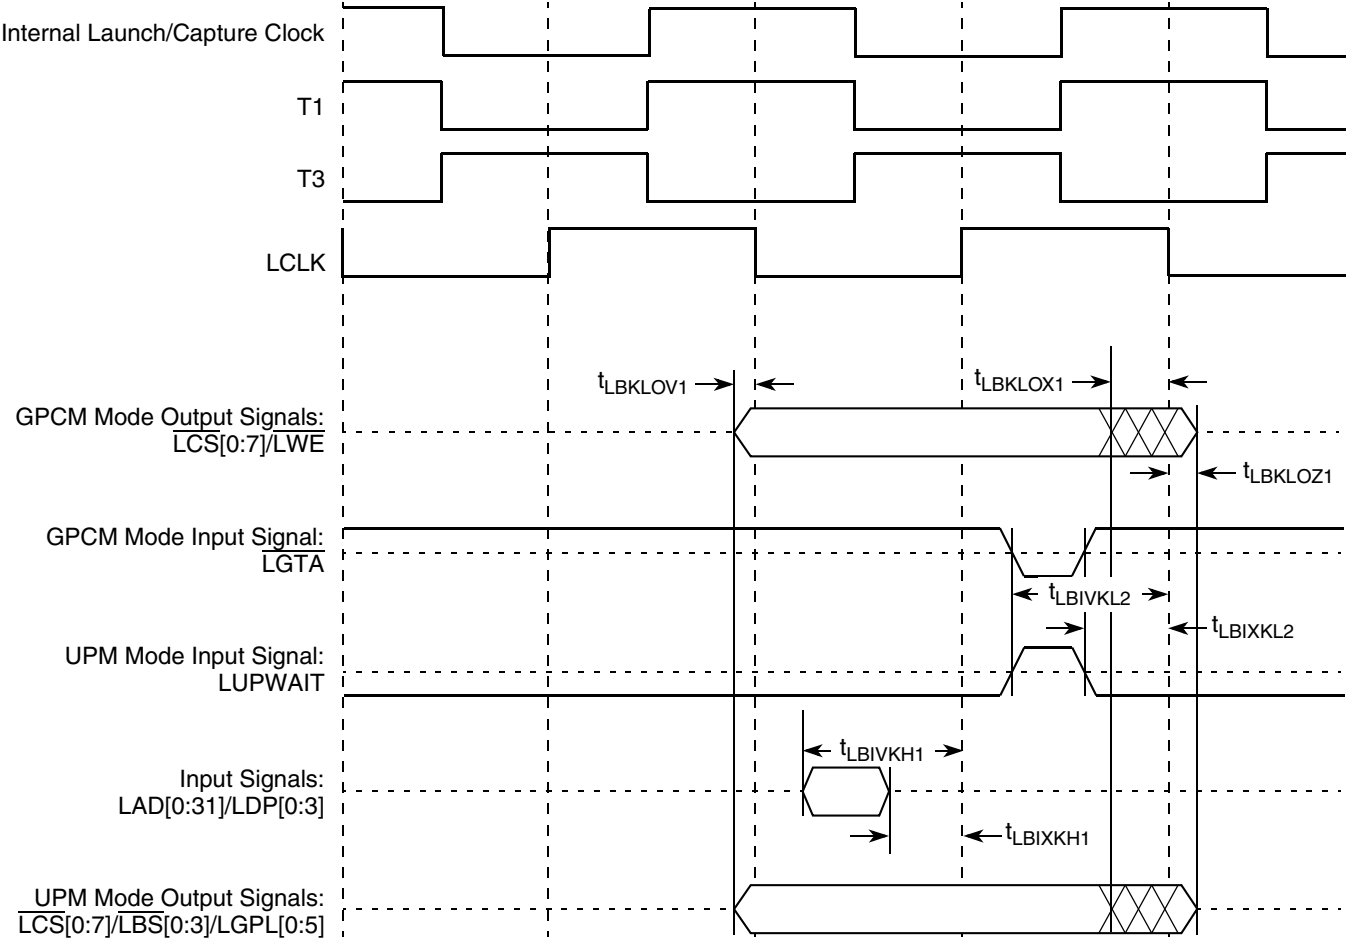 Internal Launch/Capture Clock
T1
T3
LCLK
tLBKLOV1
tLBKLOX1
GPCM Mode Output Signals:
LCS[0:7]/LWE
tLBKLOZ1
GPCM Mode Input Signal:
LGTA
tLBIVKL2
tLBIXKL2
UPM Mode Input Signal:
LUPWAIT
tLBIVKH1
Input Signals:
LAD[0:31]/LDP[0:3]
tLBIXKH1
UPM Mode Output Signals:
LCS[0:7]/LBS[0:3]/LGPL[0:5]